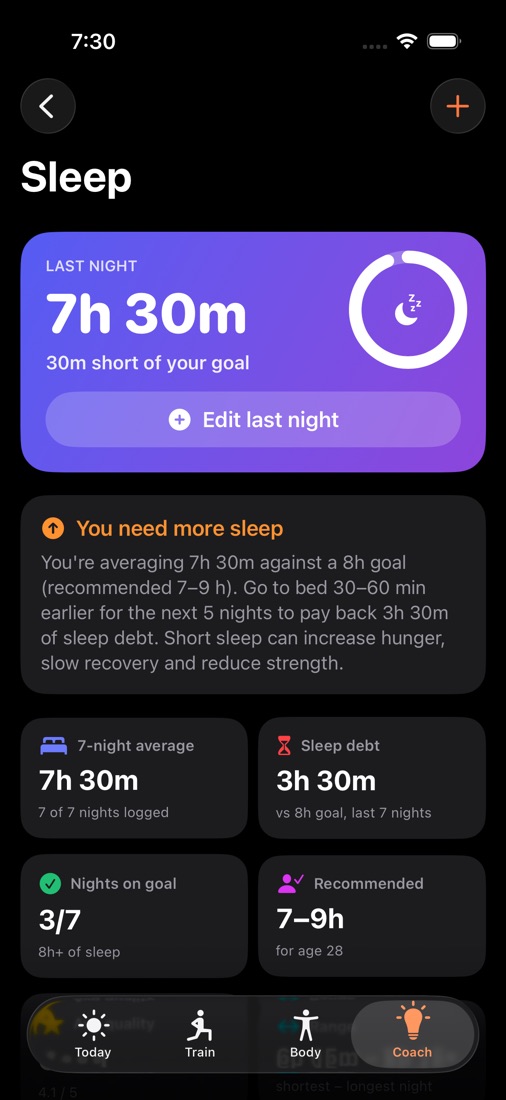 7:30
Sleep
LAST NIGHT
7h 30m
30m short of your goal
Edit last night
You need more sleep
You're averaging 7h 30m against a 8h goal
(recommended 7–9 h). Go to bed 30–60 min
earlier for the next 5 nights to pay back 3h 30m
of sleep debt. Short sleep can increase hunger,
slow recovery and reduce strength.
7-night average
7h 30m
7 of 7 nights logged
Sleep debt
3h 30m
vs 8h goal, last 7 nights
Nights on goal
3/7
8h+ of sleep
Recommended
7–9h
for age 28
Today
Train
Body
Coach
4.1 / 5
shortest – longest night